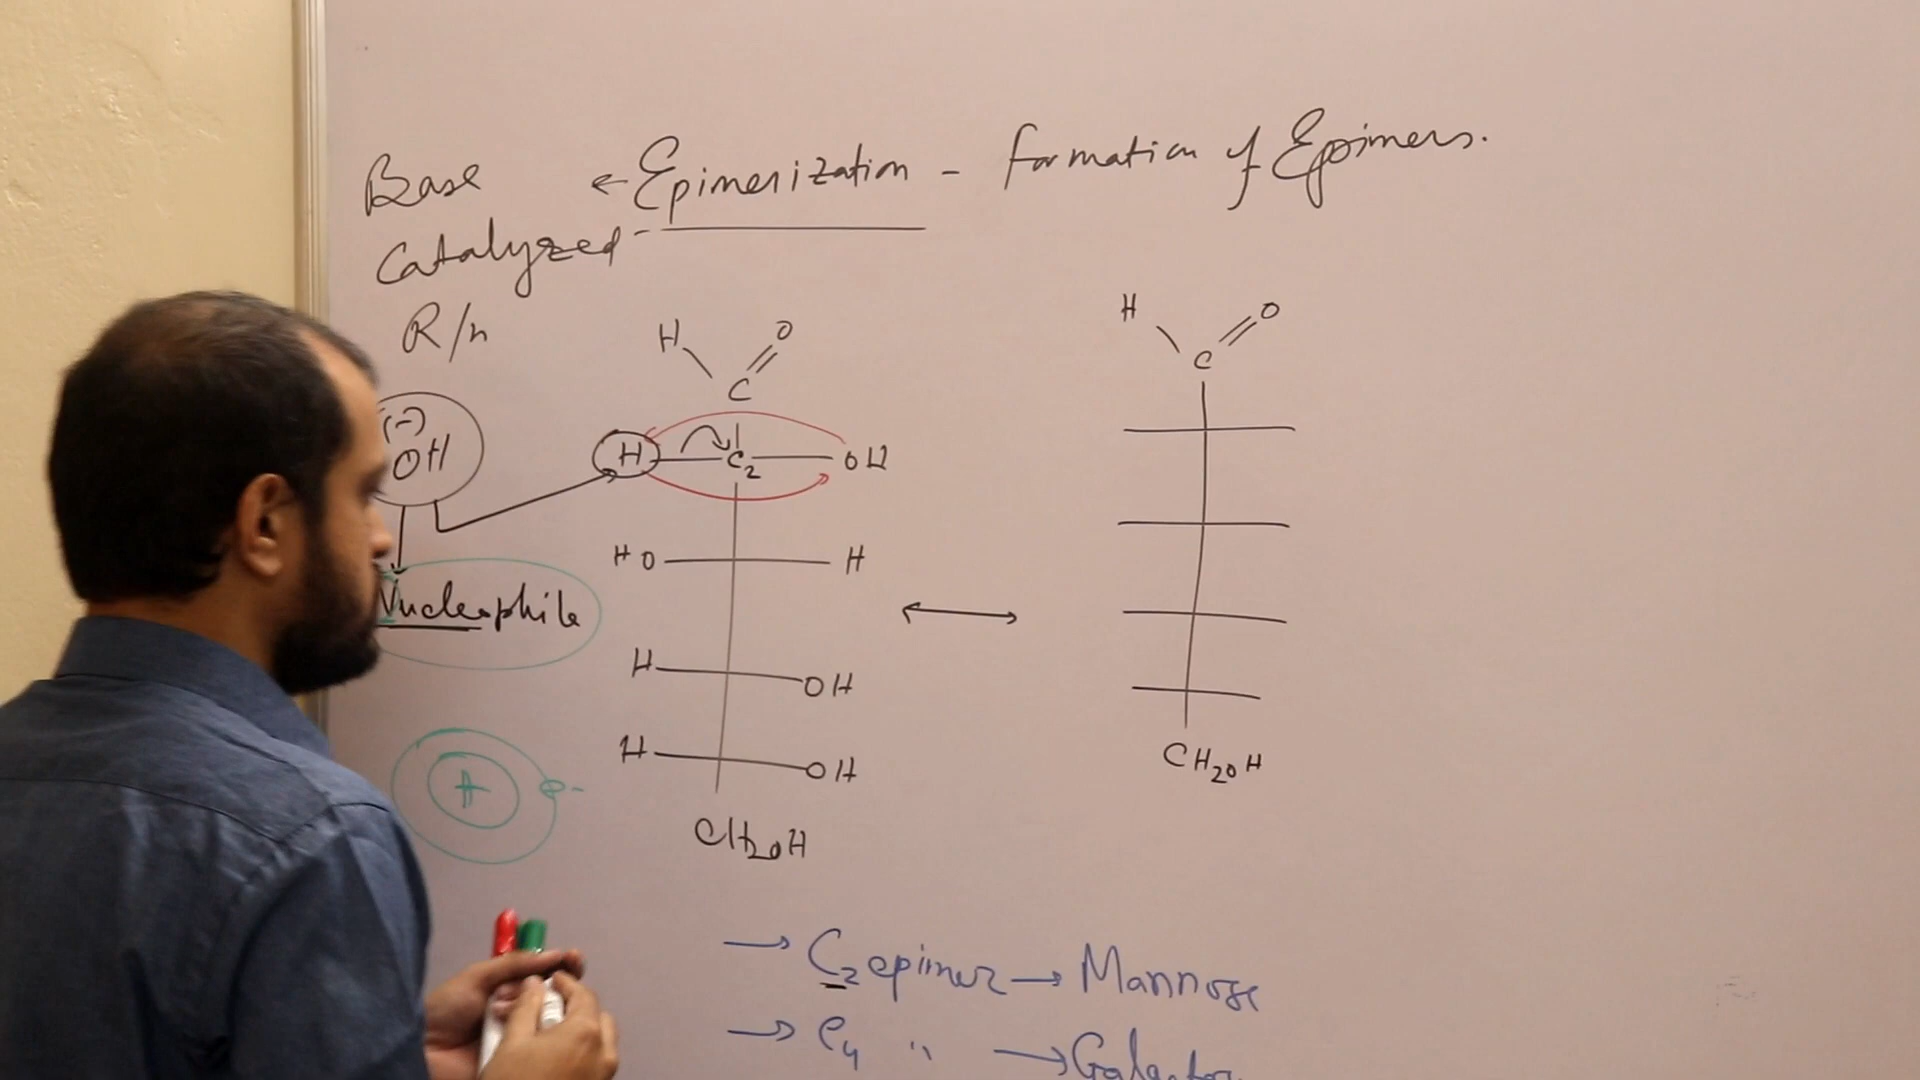 Base ← Epimerization - Formation of Epimers.
Catalyzed
R/n
H O
C
H O
C
(-)
OH
H C2 OH
HO H
Nucleophile
H OH
H OH
+ e-
CH2OH
CH2OH
→ C2 epimer → Mannose
→ C4 " →